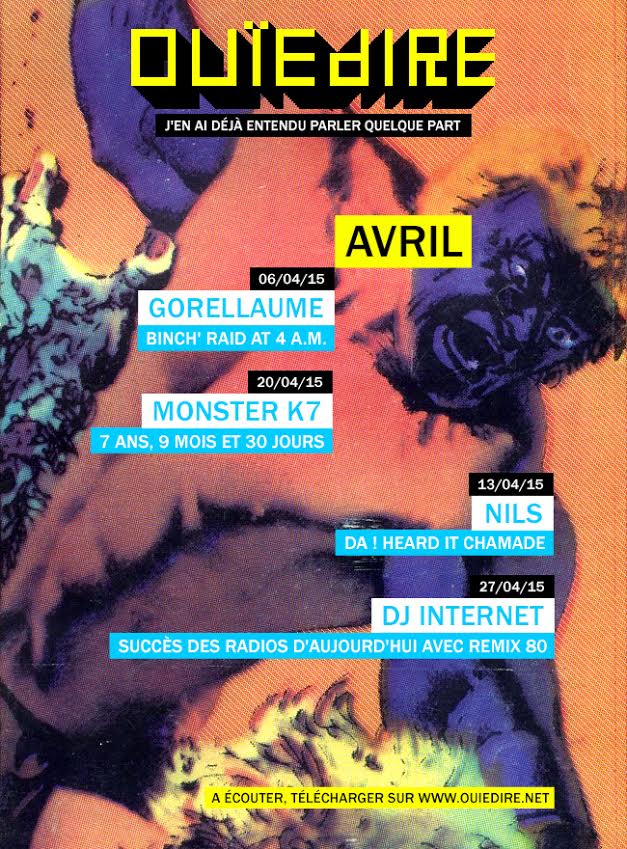 OUÏEDIRE
J'EN AI DÉJÀ ENTENDU PARLER QUELQUE PART
AVRIL
06/04/15
GORELLAUME
BINCH' RAID AT 4 A.M.
20/04/15
MONSTER K7
7 ANS, 9 MOIS ET 30 JOURS
13/04/15
NILS
DA ! HEARD IT CHAMADE
27/04/15
DJ INTERNET
SUCCÈS DES RADIOS D'AUJOURD'HUI AVEC REMIX 80
A ÉCOUTER, TÉLÉCHARGER SUR WWW.OUIEDIRE.NET